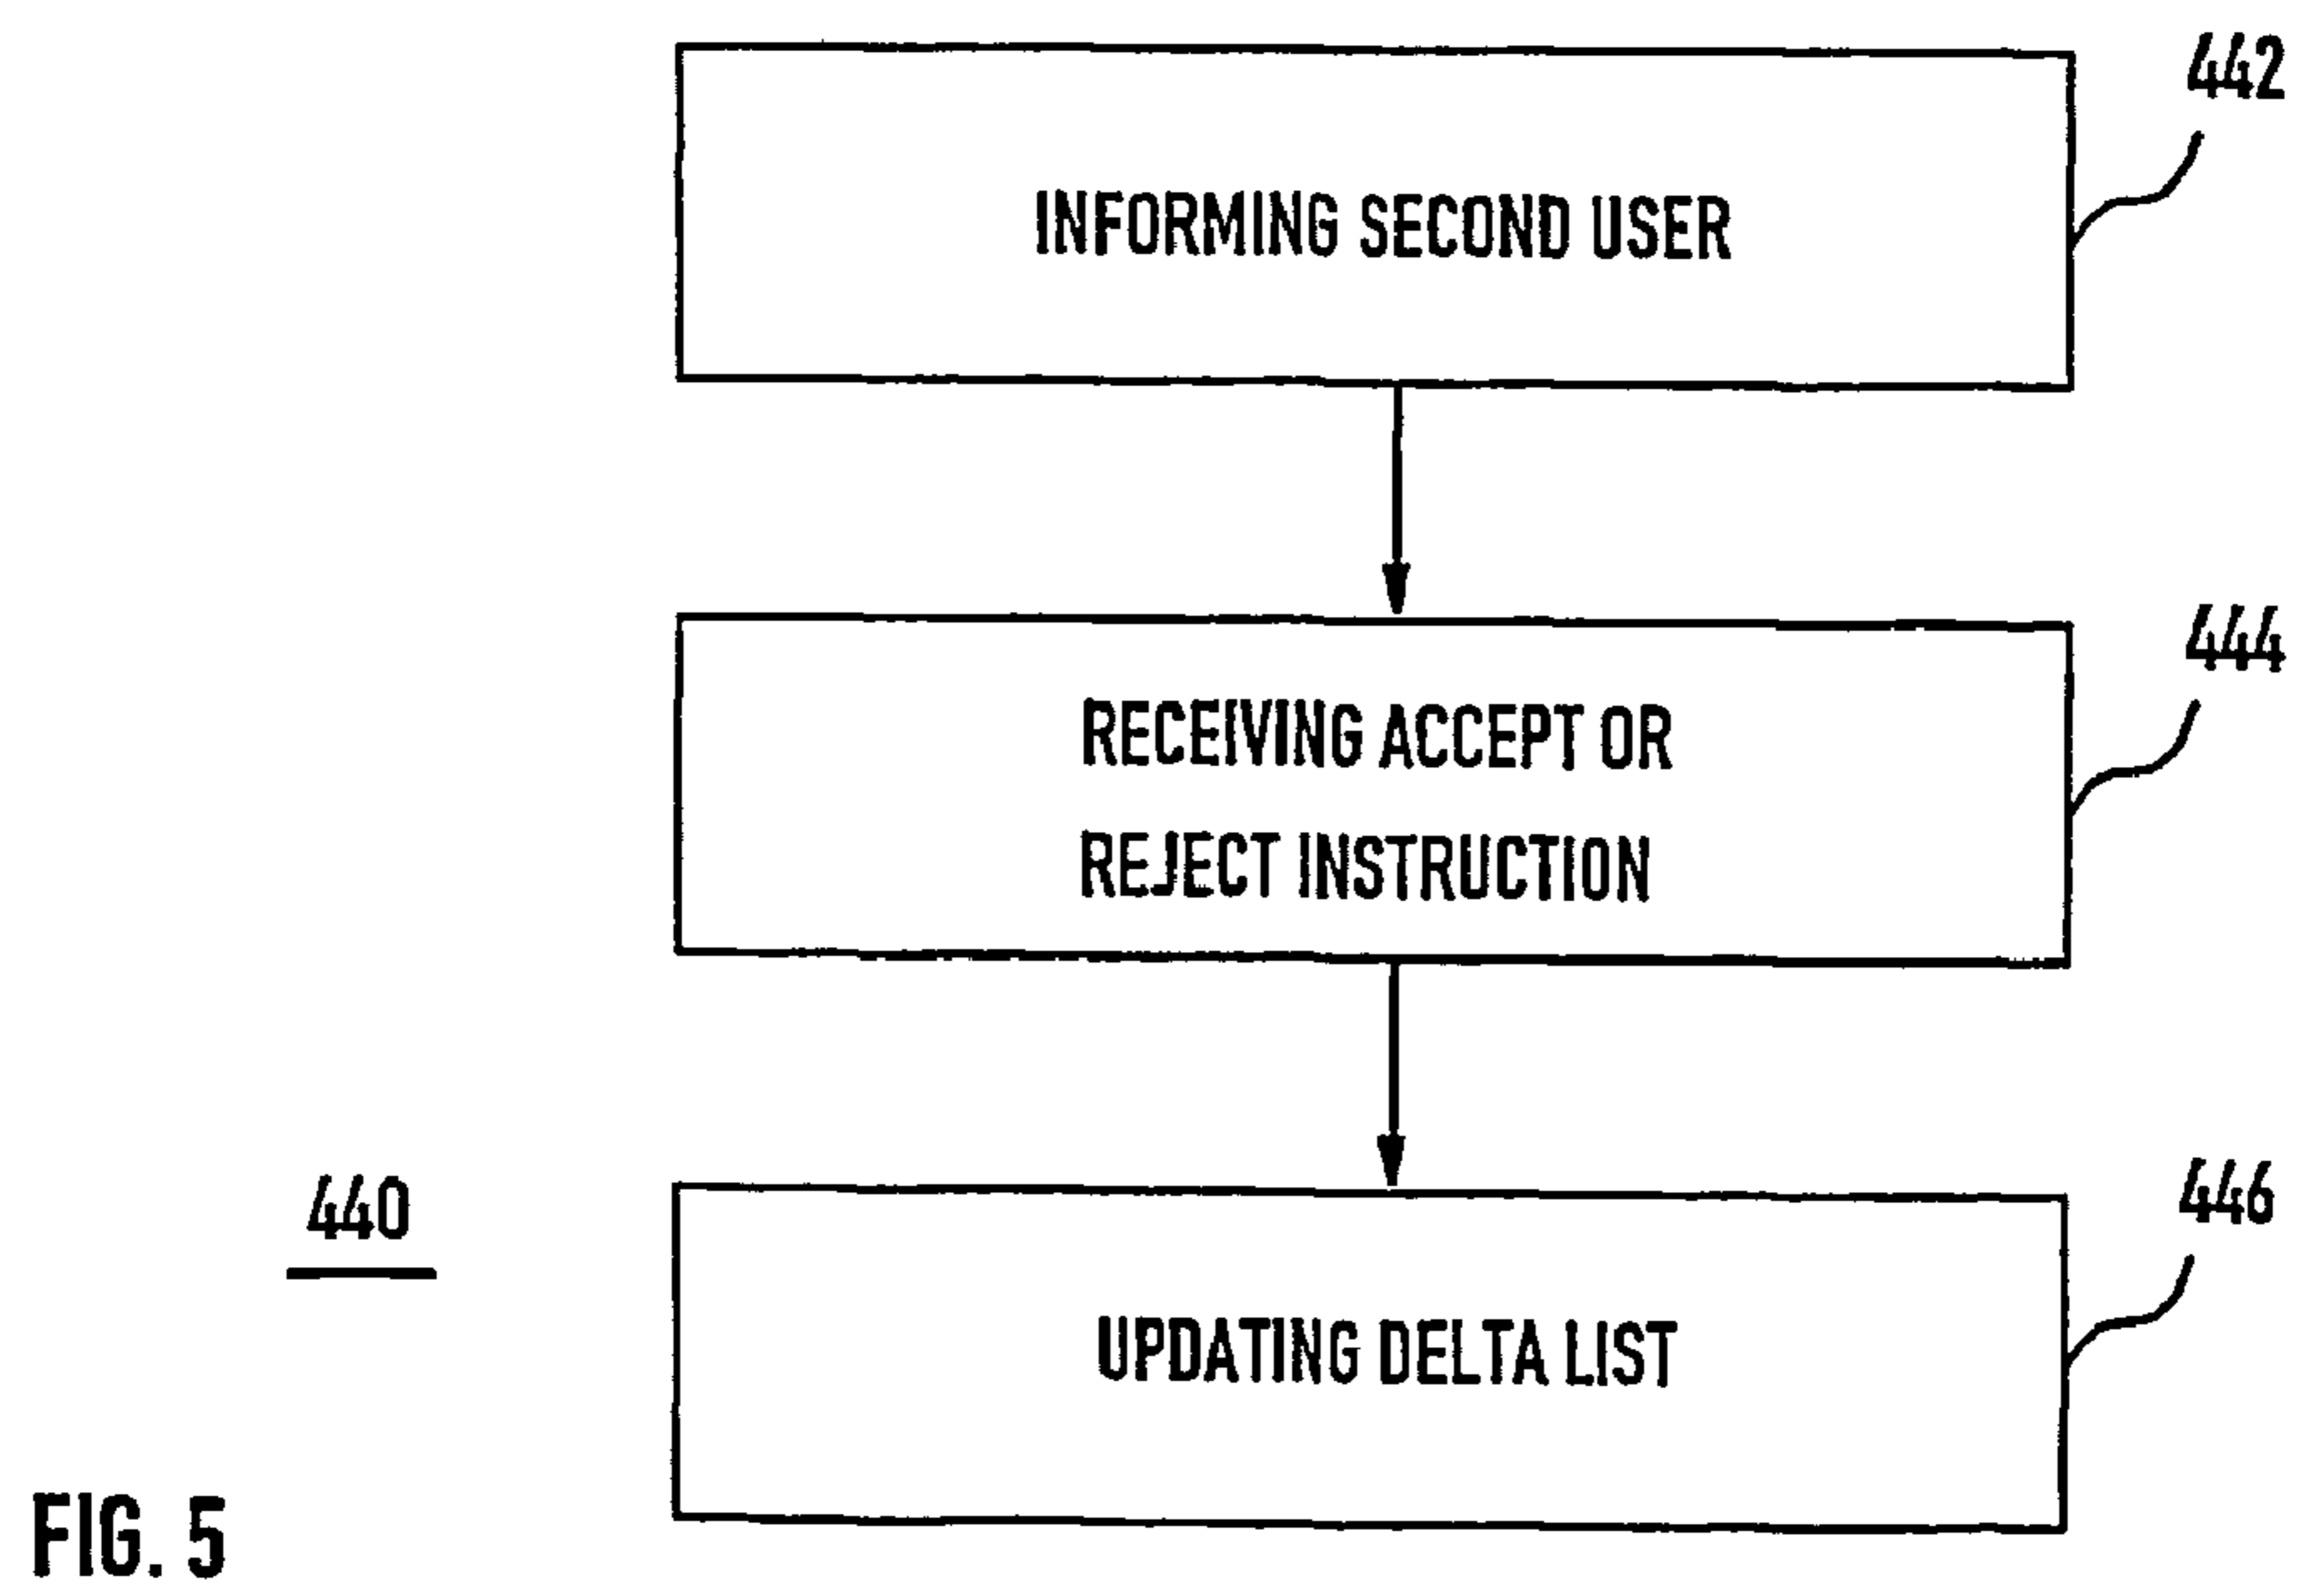 442
INFORMING SECOND USER
444
RECEIVING ACCEPT OR
REJECT INSTRUCTION
446
440
UPDATING DELTA LIST
FIG. 5